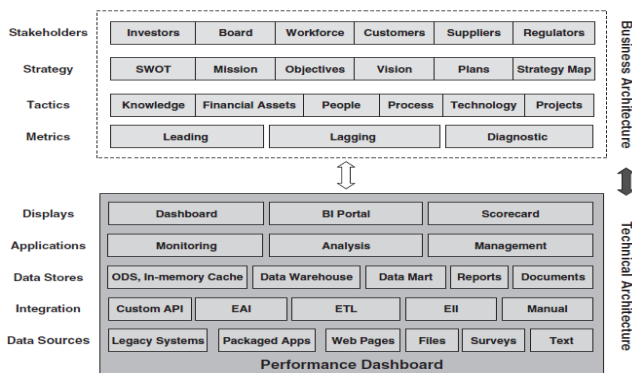 Stakeholders Investors Board Workforce Customers Suppliers Regulators
Strategy SWOT Mission Objectives Vision Plans Strategy Map
Tactics Knowledge Financial Assets People Process Technology Projects
Metrics Leading Lagging Diagnostic
Business Architecture
Displays Dashboard BI Portal Scorecard
Applications Monitoring Analysis Management
Data Stores ODS, In-memory Cache Data Warehouse Data Mart Reports Documents
Integration Custom API EAI ETL EII Manual
Data Sources Legacy Systems Packaged Apps Web Pages Files Surveys Text
Performance Dashboard
Technical Architecture